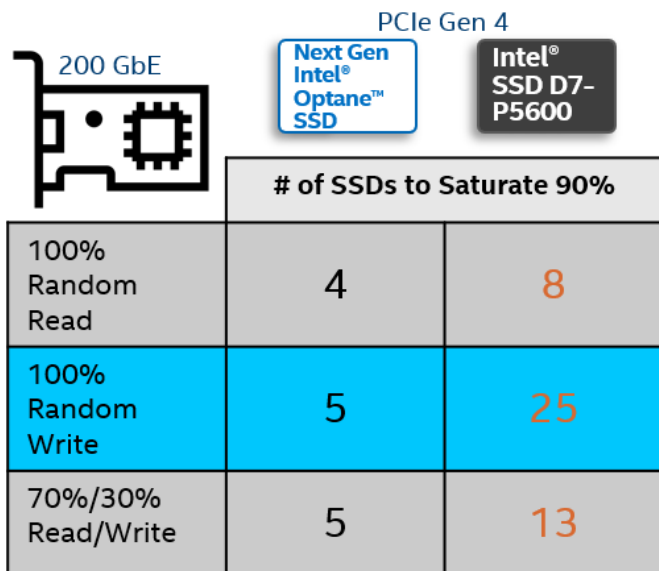 PCIe Gen 4
200 GbE
Next Gen
Intel®
Optane™
SSD
Intel®
SSD D7-
P5600
# of SSDs to Saturate 90%
100%
Random
Read
4
8
100%
Random
Write
5
25
70%/30%
Read/Write
5
13